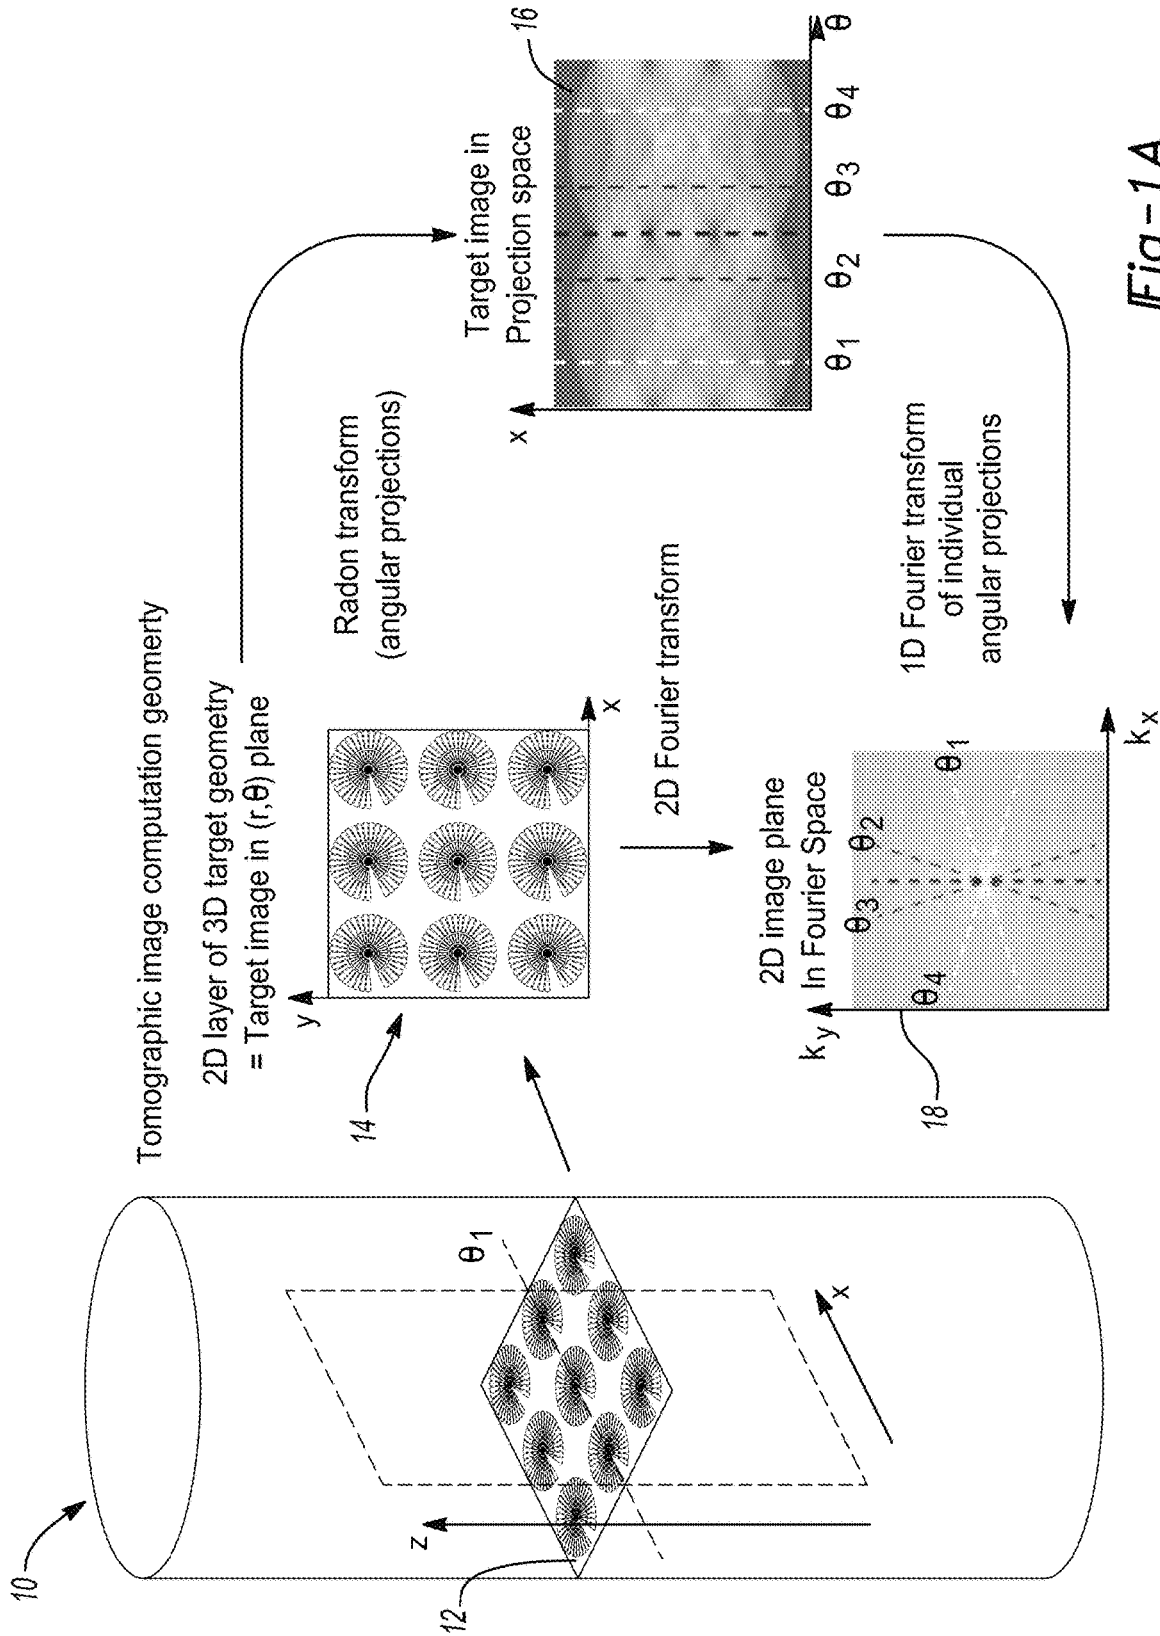 Tomographic image computation geomerty
10
2D layer of 3D target geometry
= Target image in (r,θ) plane
Radon transform
(angular projections)
Target image in
Projection space
16
x
θ1 θ2 θ3 θ4 θ
y
x
14
z
θ1
12
x
2D Fourier transform
2D image plane
In Fourier Space
ky
θ4 θ3 θ2 θ1
kx
18
1D Fourier transform
of individual
angular projections
Fig-1A